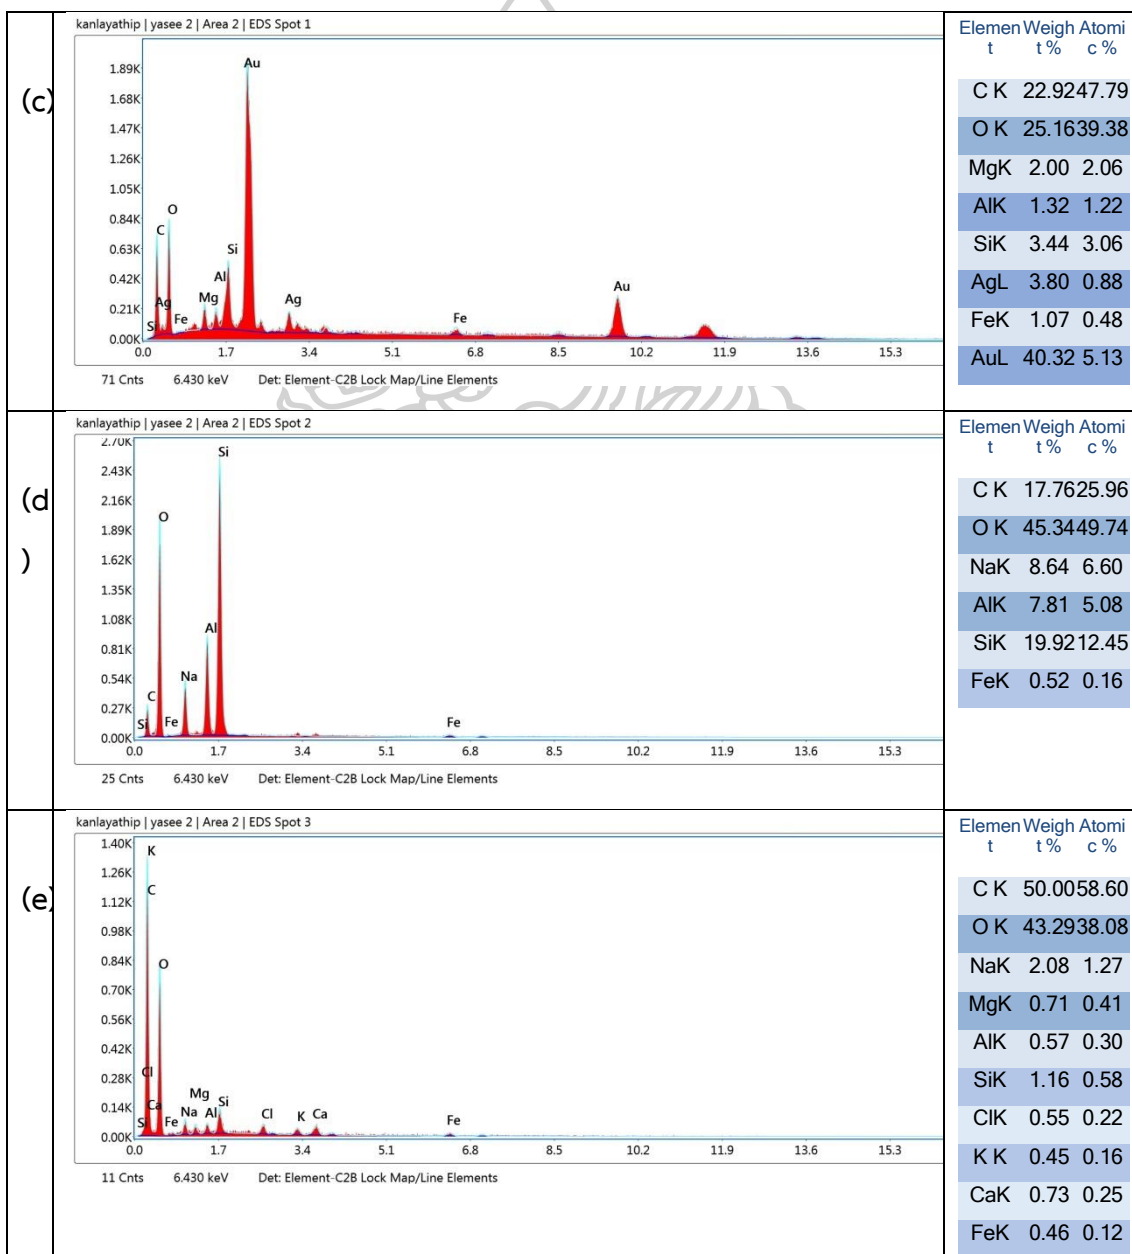 (c)
kanlayathip | yasee 2 | Area 2 | EDS Spot 1
1.89K
1.68K
1.47K
1.26K
1.05K
0.84K
0.63K
0.42K
0.21K
0.00K
Au
O
C
Si
Al
Ag
Mg
Ag
Fe
Si
Fe
Au
0.0 1.7 3.4 5.1 6.8 8.5 10.2 11.9 13.6 15.3
71 Cnts 6.430 keV Det: Element-C2B Lock Map/Line Elements
Elemen Weigh Atomi
t t % c %
C K 22.92 47.79
O K 25.16 39.38
MgK 2.00 2.06
AlK 1.32 1.22
SiK 3.44 3.06
AgL 3.80 0.88
FeK 1.07 0.48
AuL 40.32 5.13
(d
)
kanlayathip | yasee 2 | Area 2 | EDS Spot 2
2.70K
2.43K
2.16K
1.89K
1.62K
1.35K
1.08K
0.81K
0.54K
0.27K
0.00K
Si
O
Al
Na
C
Si
Fe
Fe
0.0 1.7 3.4 5.1 6.8 8.5 10.2 11.9 13.6 15.3
25 Cnts 6.430 keV Det: Element-C2B Lock Map/Line Elements
Elemen Weigh Atomi
t t % c %
C K 17.76 25.96
O K 45.34 49.74
NaK 8.64 6.60
AlK 7.81 5.08
SiK 19.92 12.45
FeK 0.52 0.16
(e)
kanlayathip | yasee 2 | Area 2 | EDS Spot 3
1.40K
1.26K
1.12K
0.98K
0.84K
0.70K
0.56K
0.42K
0.28K
0.14K
0.00K
K
C
O
Cl
Ca
Si
Fe
Na
Mg
Al
Si
Cl
K
Ca
Fe
0.0 1.7 3.4 5.1 6.8 8.5 10.2 11.9 13.6 15.3
11 Cnts 6.430 keV Det: Element-C2B Lock Map/Line Elements
Elemen Weigh Atomi
t t % c %
C K 50.00 58.60
O K 43.29 38.08
NaK 2.08 1.27
MgK 0.71 0.41
AlK 0.57 0.30
SiK 1.16 0.58
ClK 0.55 0.22
K K 0.45 0.16
CaK 0.73 0.25
FeK 0.46 0.12